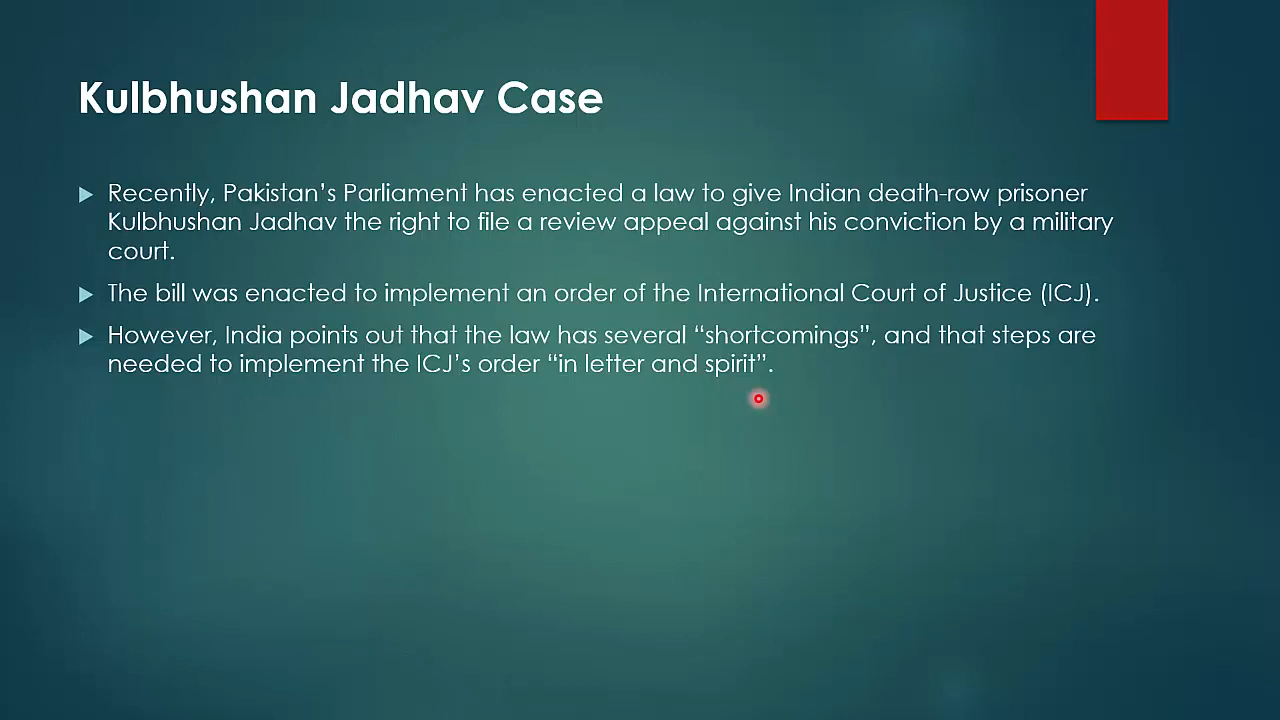 Kulbhushan Jadhav Case
Recently, Pakistan’s Parliament has enacted a law to give Indian death-row prisoner
Kulbhushan Jadhav the right to file a review appeal against his conviction by a military
court.
The bill was enacted to implement an order of the International Court of Justice (ICJ).
However, India points out that the law has several “shortcomings”, and that steps are
needed to implement the ICJ’s order “in letter and spirit”.